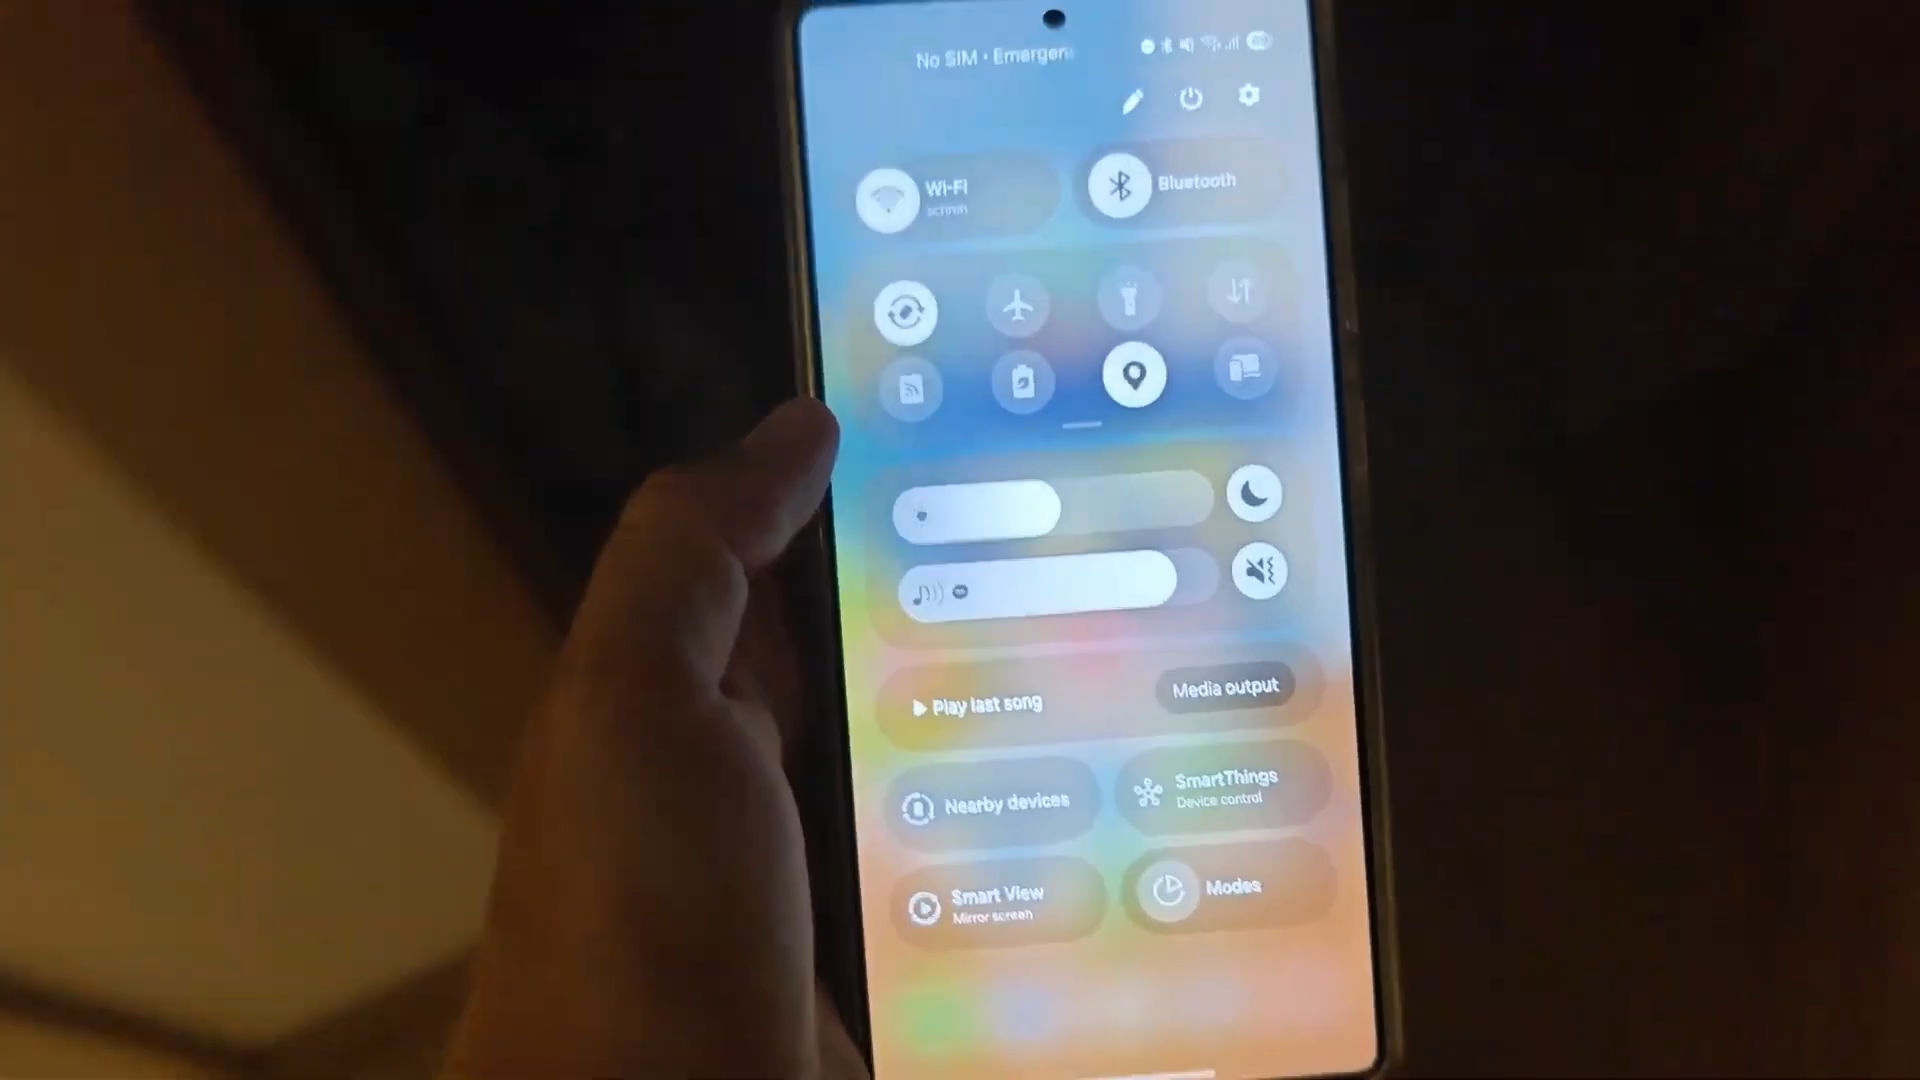 No SIM • Emergen
Wi-Fi
Bluetooth
Play last song
Media output
Nearby devices
SmartThings
Device control
Smart View
Mirror screen
Modes